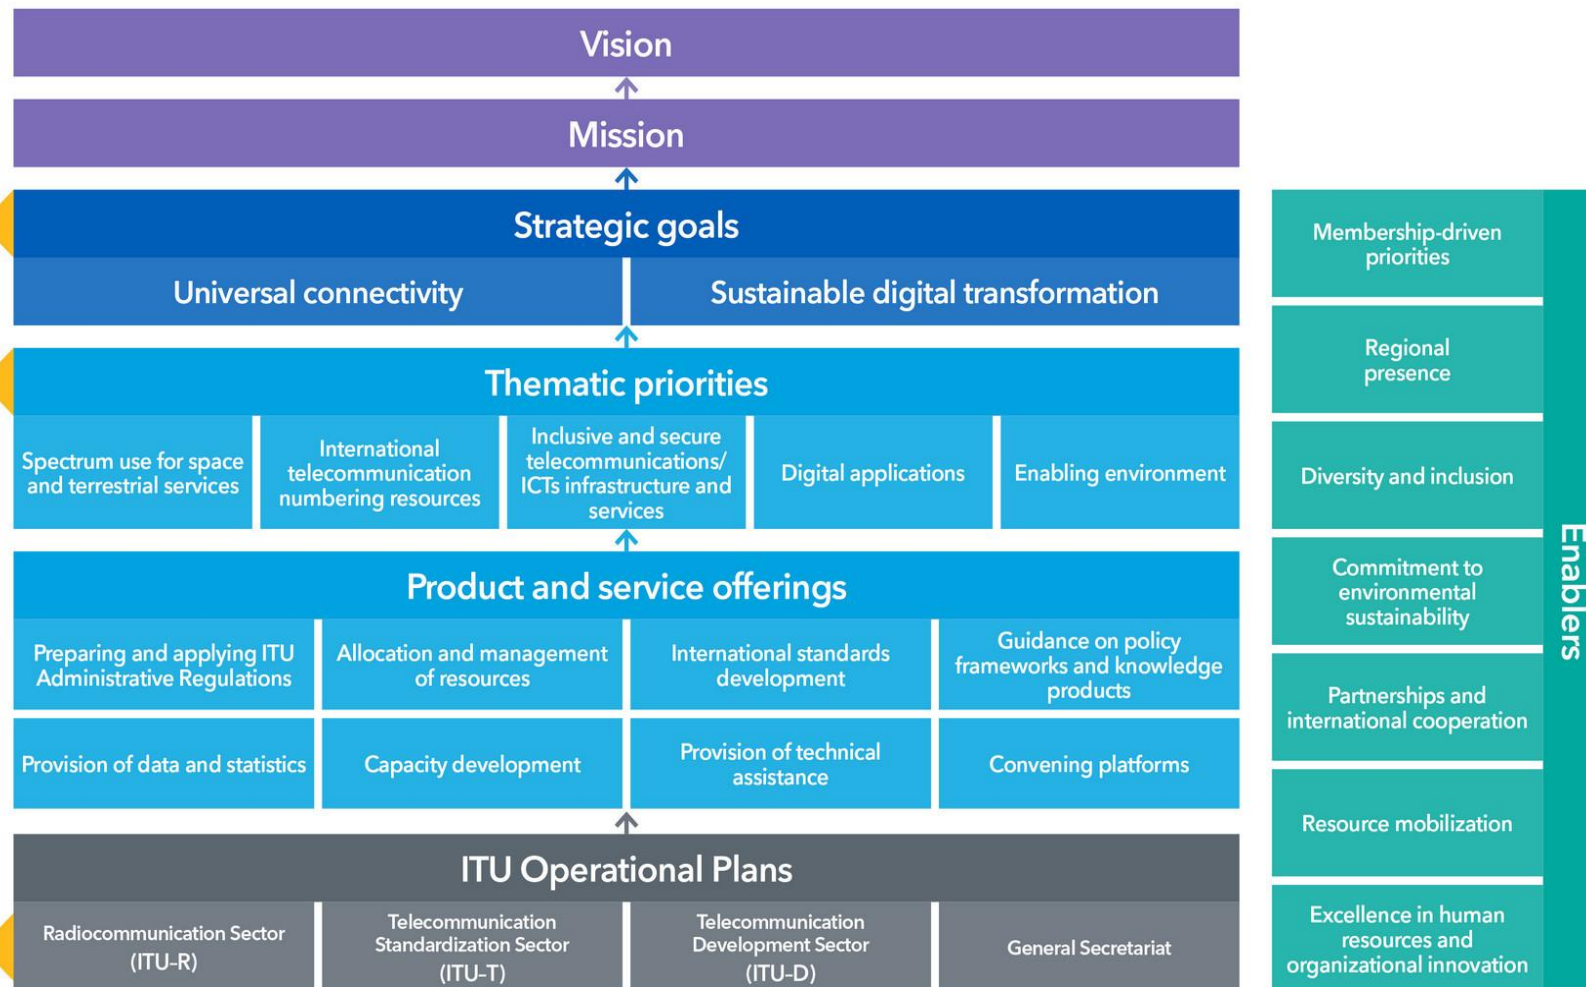 Vision
Mission
Strategic goals
Universal connectivity
Sustainable digital transformation
Thematic priorities
Spectrum use for space
and terrestrial services
International
telecommunication
numbering resources
Inclusive and secure
telecommunications/
ICTs infrastructure and
services
Digital applications
Enabling environment
Product and service offerings
Preparing and applying ITU
Administrative Regulations
Allocation and management
of resources
International standards
development
Guidance on policy
frameworks and knowledge
products
Provision of data and statistics
Capacity development
Provision of technical
assistance
Convening platforms
ITU Operational Plans
Radiocommunication Sector
(ITU-R)
Telecommunication
Standardization Sector
(ITU-T)
Telecommunication
Development Sector
(ITU-D)
General Secretariat
Membership-driven
priorities
Regional
presence
Diversity and inclusion
Commitment to
environmental
sustainability
Partnerships and
international cooperation
Resource mobilization
Excellence in human
resources and
organizational innovation
Enablers